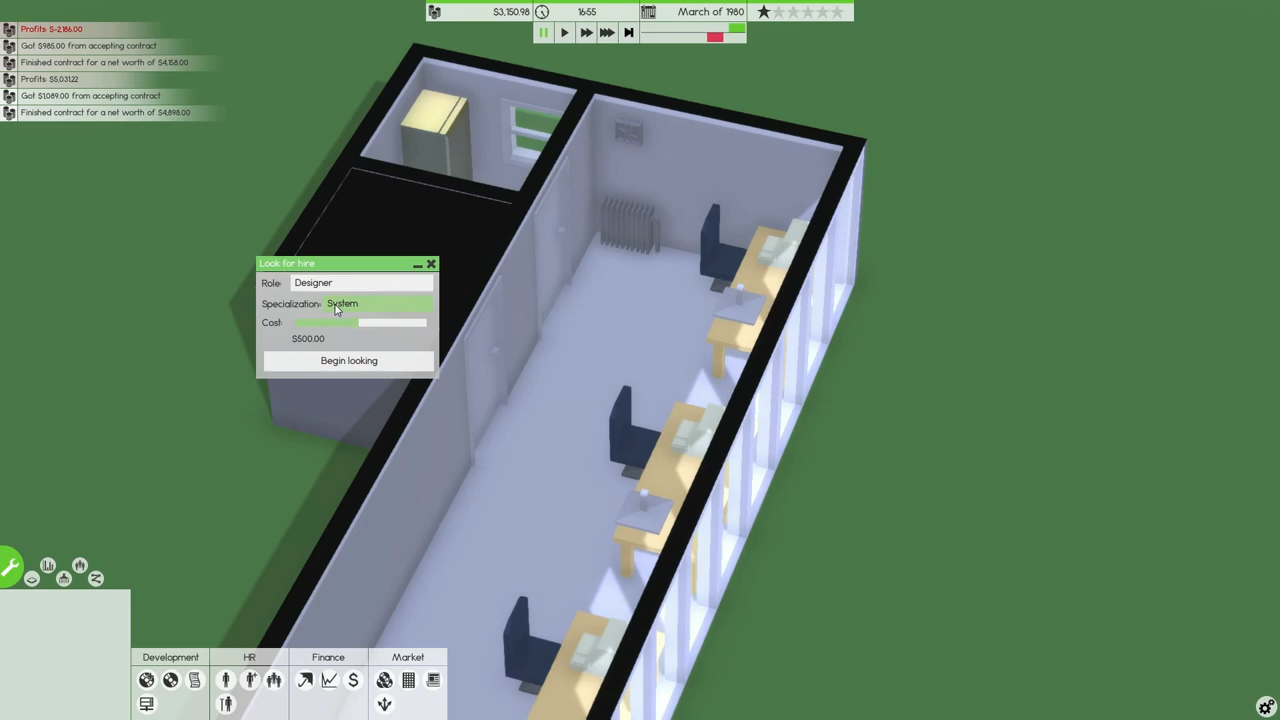 $3,150.98 16:55 March of 1980
Profits: $-2,186.00
Got $985.00 from accepting contract
Finished contract for a net worth of $4,158.00
Profits: $5,031.22
Got $1,089.00 from accepting contract
Finished contract for a net worth of $4,898.00
Look for hire
Role: Designer
Specialization: System
Cost:
$500.00
Begin looking
Development HR Finance Market